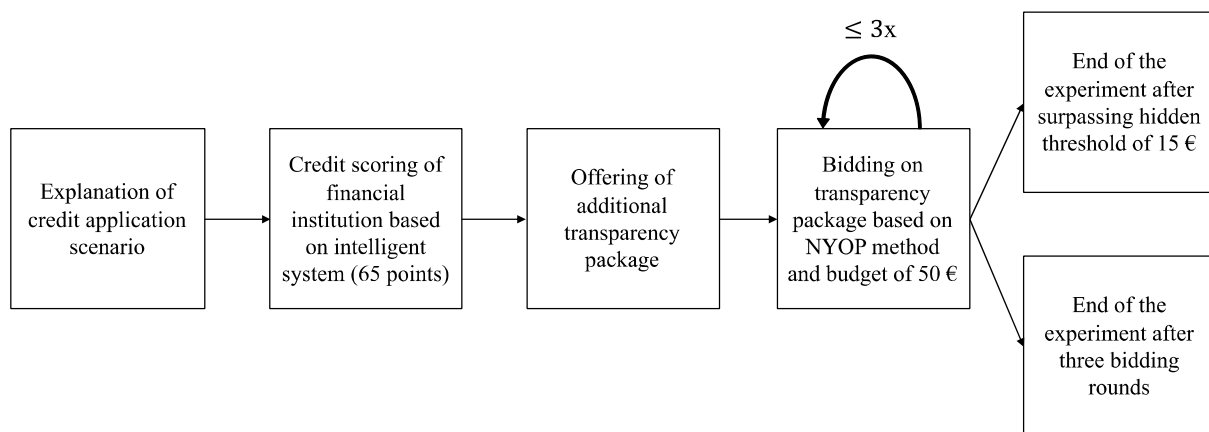 Explanation of
credit application
scenario
Credit scoring of
financial
institution based
on intelligent
system (65 points)
Offering of
additional
transparency
package
≤ 3x
Bidding on
transparency
package based on
NYOP method
and budget of 50 €
End of the
experiment after
surpassing hidden
threshold of 15 €
End of the
experiment after
three bidding
rounds